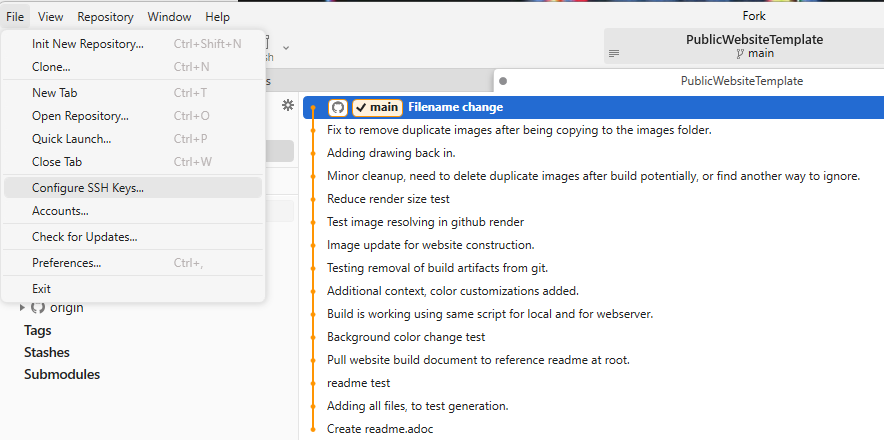 File View Repository Window Help Fork
PublicWebsiteTemplate
main
Init New Repository... Ctrl+Shift+N
Clone... Ctrl+N
New Tab Ctrl+T
Open Repository... Ctrl+O
Quick Launch... Ctrl+P
Close Tab Ctrl+W
Configure SSH Keys...
Accounts...
Check for Updates...
Preferences... Ctrl+,
Exit
origin
Tags
Stashes
Submodules
PublicWebsiteTemplate
main Filename change
Fix to remove duplicate images after being copying to the images folder.
Adding drawing back in.
Minor cleanup, need to delete duplicate images after build potentially, or find another way to ignore.
Reduce render size test
Test image resolving in github render
Image update for website construction.
Testing removal of build artifacts from git.
Additional context, color customizations added.
Build is working using same script for local and for webserver.
Background color change test
Pull website build document to reference readme at root.
readme test
Adding all files, to test generation.
Create readme.adoc